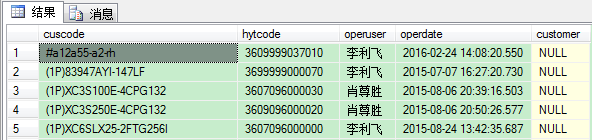 结果 消息
cuscode hytcode operuser operdate customer
1 #a12a55-a2-rh 3609999037010 李利飞 2016-02-24 14:08:20.550 NULL
2 (1P)83947AYI-147LF 3699999000070 李利飞 2015-07-07 16:27:20.730 NULL
3 (1P)XC3S100E-4CPG132 3607096000030 肖尊胜 2015-08-06 20:39:16.503 NULL
4 (1P)XC3S250E-4CPG132 3609096000020 肖尊胜 2015-08-06 20:50:26.577 NULL
5 (1P)XC6SLX25-2FTG256I 3607096000000 李利飞 2015-08-24 13:42:35.687 NULL